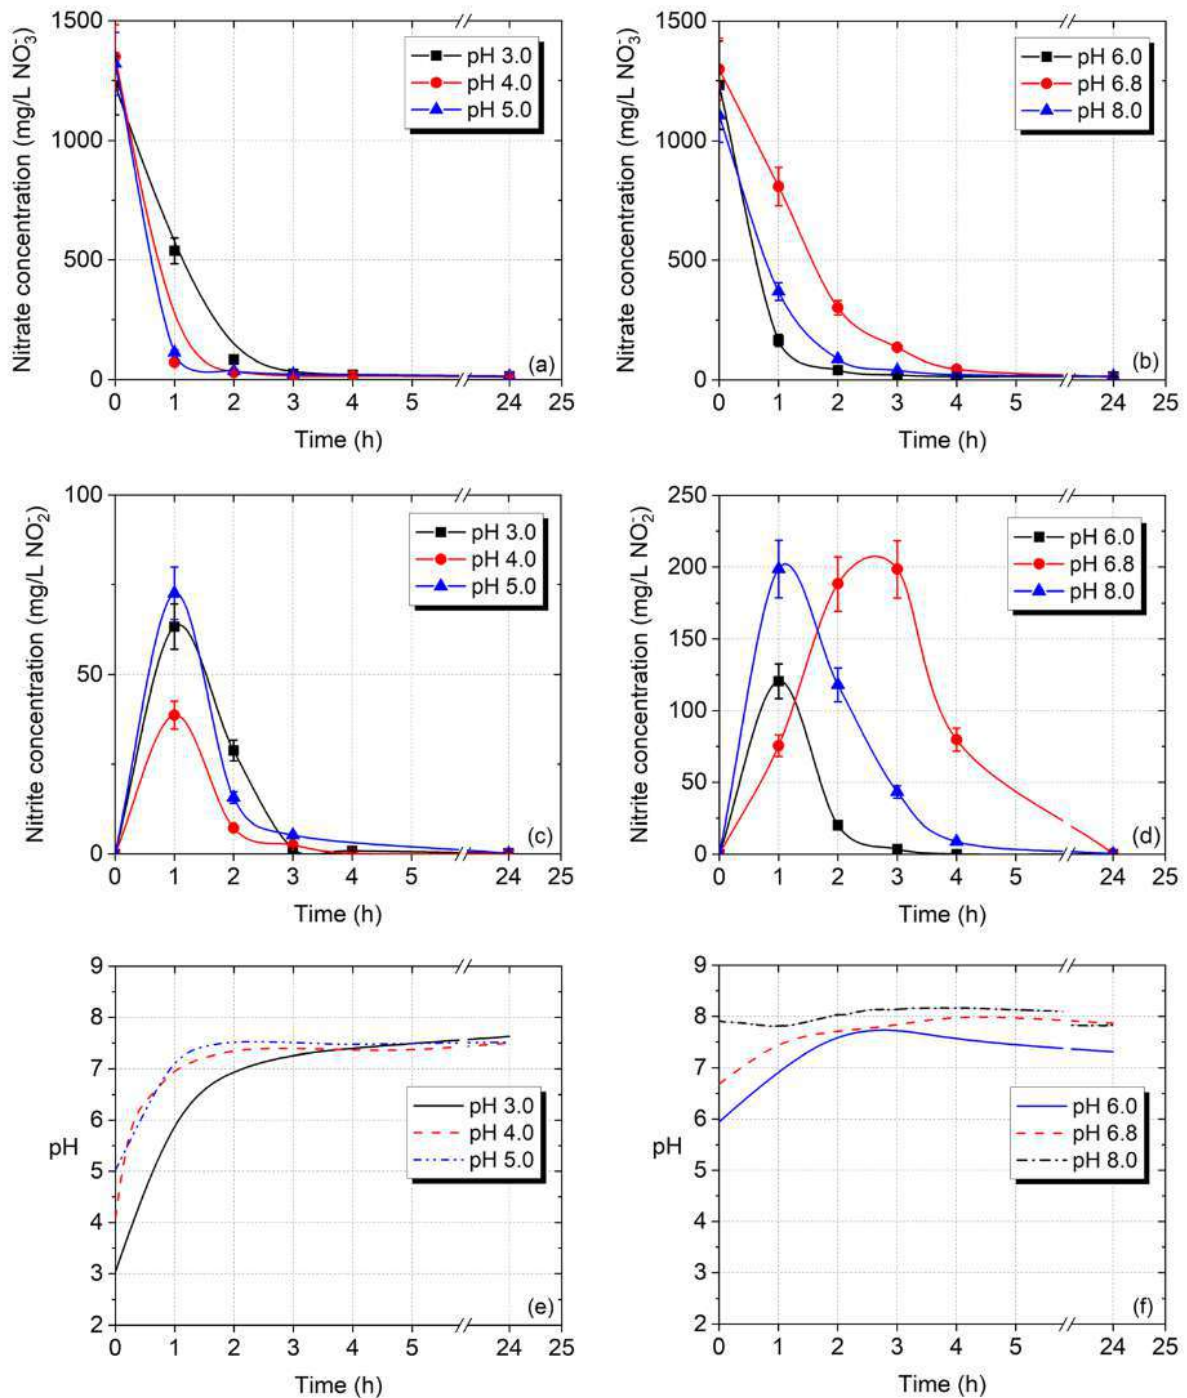 1500
1000
500
0
Nitrate concentration (mg/L NO₃⁻)
pH 3.0
pH 4.0
pH 5.0
(a)
0 1 2 3 4 5 24 25
Time (h)
1500
1000
500
0
Nitrate concentration (mg/L NO₃⁻)
pH 6.0
pH 6.8
pH 8.0
(b)
0 1 2 3 4 5 24 25
Time (h)
100
50
0
Nitrite concentration (mg/L NO₂⁻)
pH 3.0
pH 4.0
pH 5.0
(c)
0 1 2 3 4 5 24 25
Time (h)
250
200
150
100
50
0
Nitrite concentration (mg/L NO₂⁻)
pH 6.0
pH 6.8
pH 8.0
(d)
0 1 2 3 4 5 24 25
Time (h)
9
8
7
6
5
4
3
2
pH
pH 3.0
pH 4.0
pH 5.0
(e)
0 1 2 3 4 5 24 25
Time (h)
9
8
7
6
5
4
3
2
pH
pH 6.0
pH 6.8
pH 8.0
(f)
0 1 2 3 4 5 24 25
Time (h)